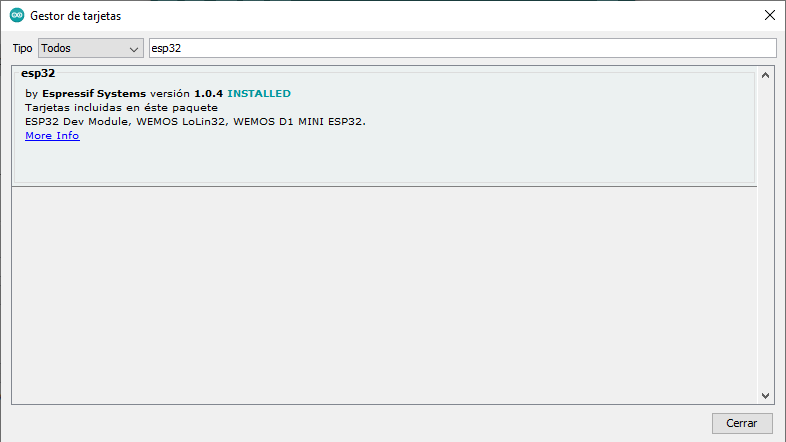 Gestor de tarjetas
Tipo Todos esp32
esp32
by Espressif Systems versión 1.0.4 INSTALLED
Tarjetas incluidas en éste paquete
ESP32 Dev Module, WEMOS LoLin32, WEMOS D1 MINI ESP32.
More Info
Cerrar